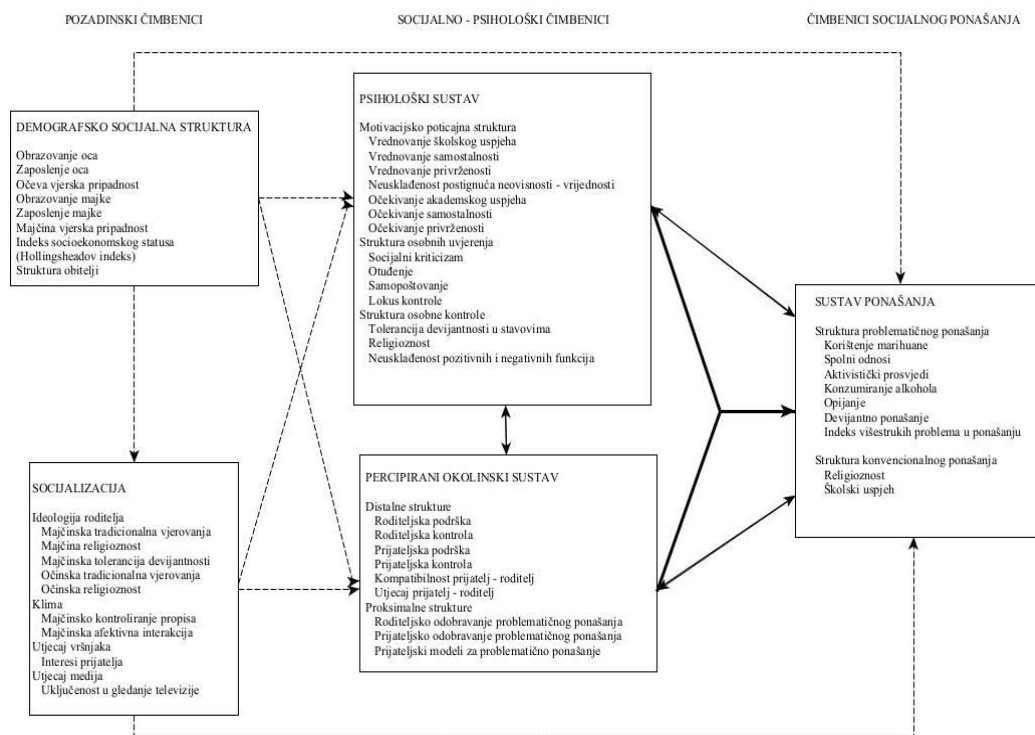 POZADINSKI ČIMBENICI
SOCIJALNO - PSIHOLOŠKI ČIMBENICI
ČIMBENICI SOCIJALNOG PONAŠANJA
DEMOGRAFSKO SOCIJALNA STRUKTURA
Obrazovanje oca
Zaposlenje oca
Očeva vjerska pripadnost
Obrazovanje majke
Zaposlenje majke
Majčina vjerska pripadnost
Indeks socioekonomskog statusa
(Hollingsheadov indeks)
Struktura obitelji
SOCIJALIZACIJA
Ideologija roditelja
Majčinska tradicionalna vjerovanja
Majčina religioznost
Majčinska tolerancija devijantnosti
Očinska tradicionalna vjerovanja
Očinska religioznost
Klima
Majčinsko kontroliranje propisa
Majčinska afektivna interakcija
Utjecaj vršnjaka
Interesi prijatelja
Utjecaj medija
Uključenost u gledanje televizije
PSIHOLOŠKI SUSTAV
Motivacijsko poticajna struktura
Vrednovanje školskog uspjeha
Vrednovanje samostalnosti
Vrednovanje privrženosti
Neusklađenost postignuća neovisnosti - vrijednosti
Očekivanje akademskog uspjeha
Očekivanje samostalnosti
Očekivanje privrženosti
Struktura osobnih uvjerenja
Socijalni kriticizam
Otuđenje
Samopoštovanje
Lokus kontrole
Struktura osobne kontrole
Tolerancija devijantnosti u stavovima
Religioznost
Neusklađenost pozitivnih i negativnih funkcija
PERCIPIRANI OKOLINSKI SUSTAV
Distalne strukture
Roditeljska podrška
Roditeljska kontrola
Prijateljska podrška
Prijateljska kontrola
Kompatibilnost prijatelj - roditelj
Utjecaj prijatelj - roditelj
Proksimalne strukture
Roditeljsko odobravanje problematičnog ponašanja
Prijateljsko odobravanje problematičnog ponašanja
Prijateljski modeli za problematično ponašanje
SUSTAV PONAŠANJA
Struktura problematičnog ponašanja
Korištenje marihuane
Spolni odnosi
Aktivistički prosvjedi
Konzumiranje alkohola
Opijanje
Devijantno ponašanje
Indeks višestrukih problema u ponašanju
Struktura konvencionalnog ponašanja
Religioznost
Školski uspjeh